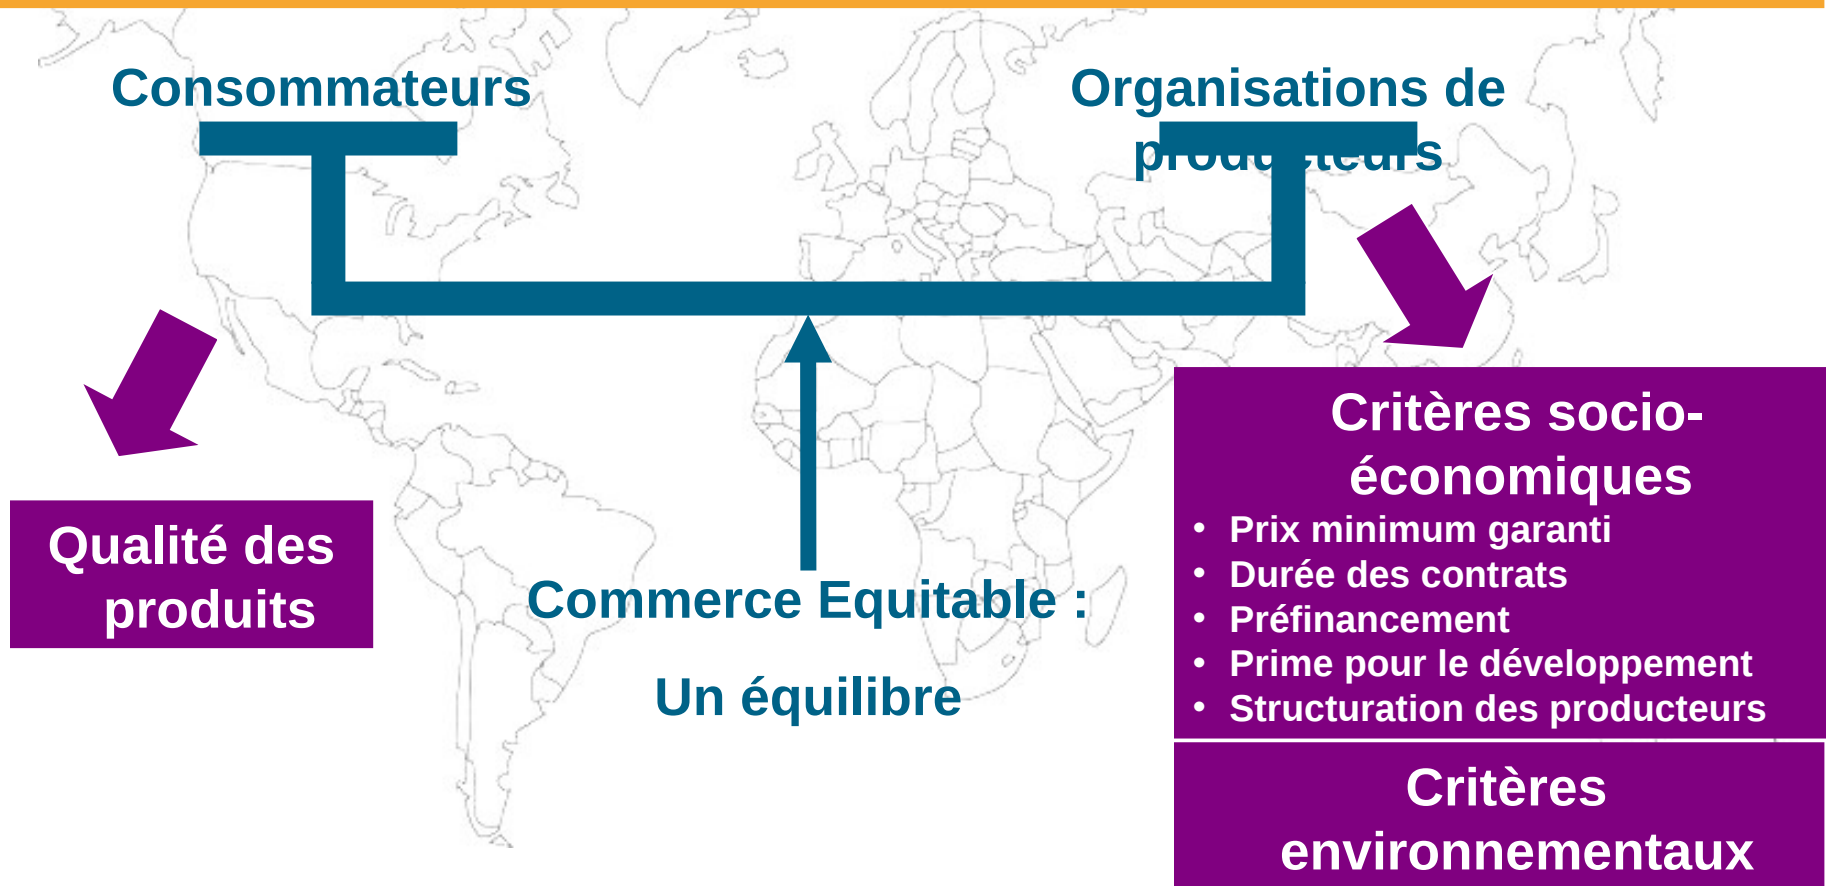 Consommateurs
Organisations de
producteurs
Qualité des
produits
Commerce Equitable :
Un équilibre
Critères socio-
économiques
• Prix minimum garanti
• Durée des contrats
• Préfinancement
• Prime pour le développement
• Structuration des producteurs
Critères
environnementaux